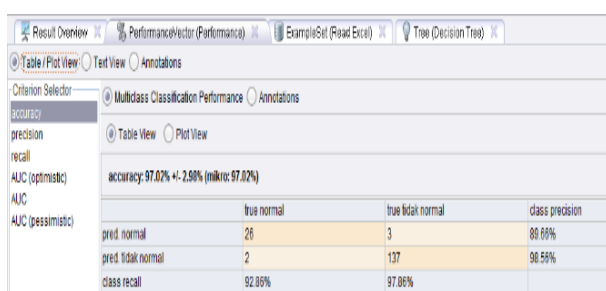 Result Overview PerformanceVector (Performance) ExampleSet (Read Excel) Tree (Decision Tree)
Table / Plot View Text View Annotations
Criterion Selector
accuracy
precision
recall
AUC (optimistic)
AUC
AUC (pessimistic)
Multiclass Classification Performance Annotations
Table View Plot View
accuracy: 97.02% +/- 2.98% (mikro: 97.02%)
true normal true tidak normal class precision
pred. normal 26 3 89.66%
pred. tidak normal 2 137 98.56%
class recall 92.86% 97.86%